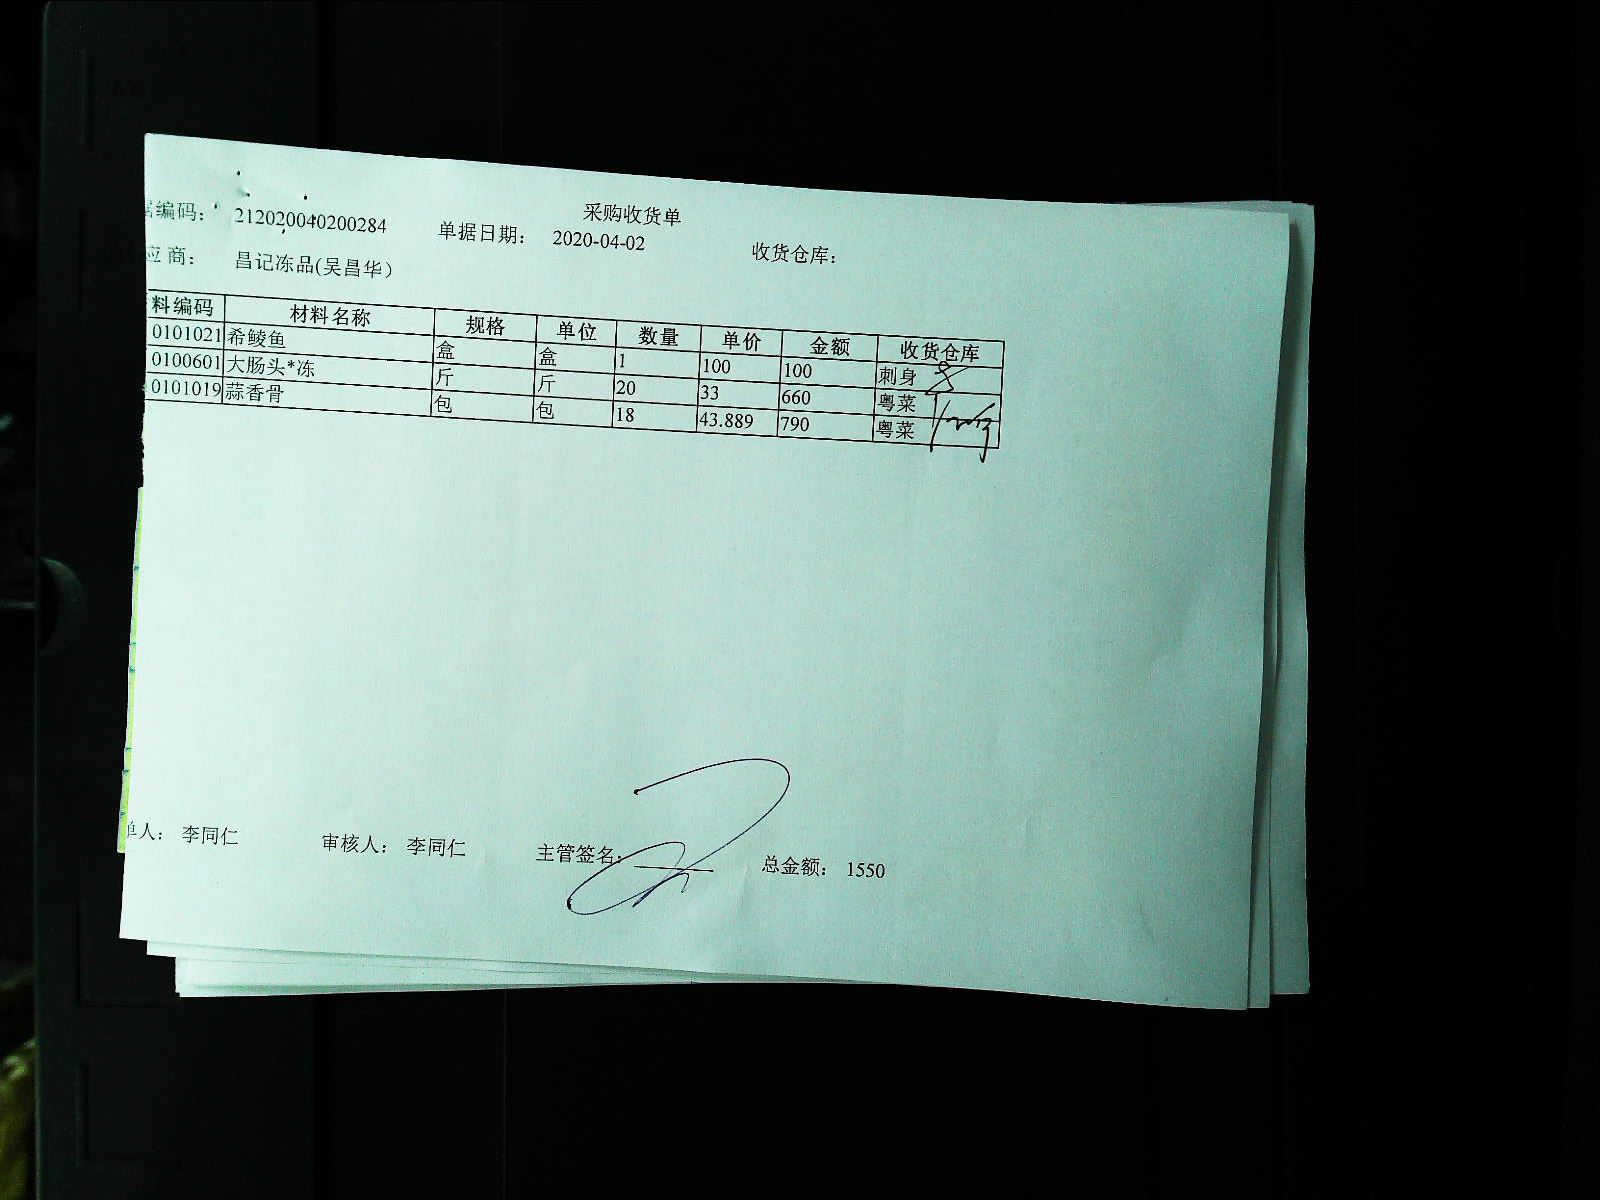 采购收货单
据编码： 212020040200284 单据日期： 2020-04-02 收货仓库：
应 商： 昌记冻品(吴昌华）
料编码 材料名称 规格 单位 数量 单价 金额 收货仓库
0101021 希鲮鱼 盒 盒 1 100 100 刺身
0100601 大肠头*冻 斤 斤 20 33 660 粤菜
0101019 蒜香骨 包 包 18 43.889 790 粤菜
单人： 李同仁 审核人： 李同仁 主管签名： 总金额： 1550